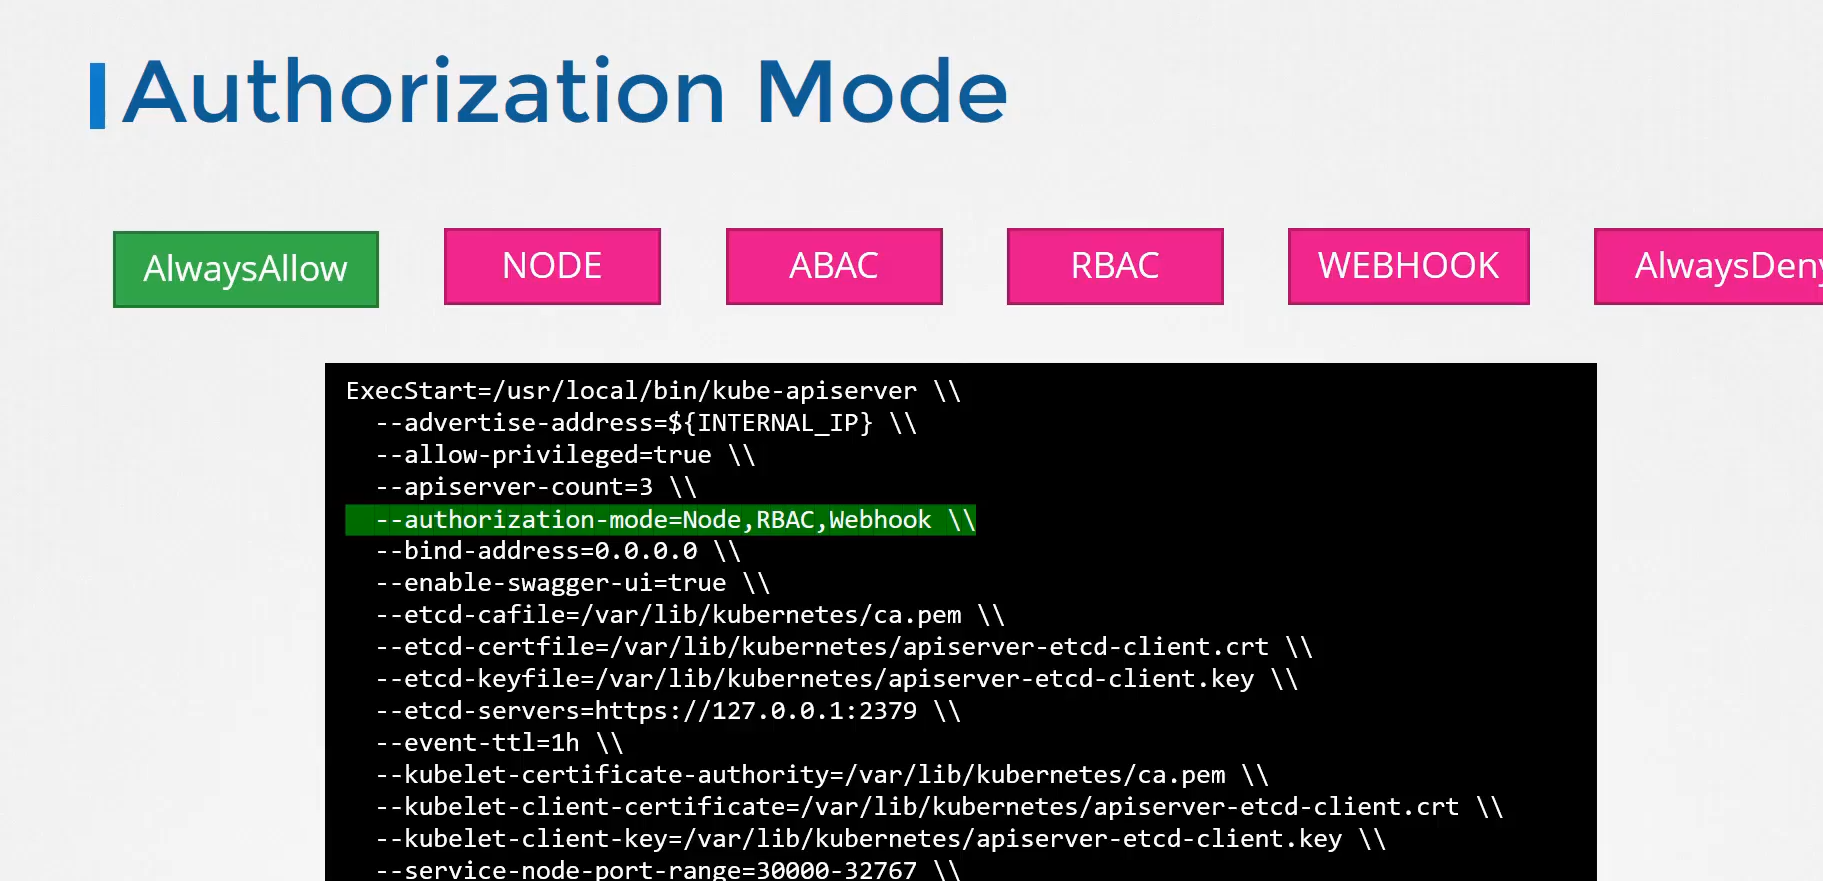 Authorization Mode
AlwaysAllow NODE ABAC RBAC WEBHOOK AlwaysDeny
ExecStart=/usr/local/bin/kube-apiserver \\
--advertise-address=${INTERNAL_IP} \\
--allow-privileged=true \\
--apiserver-count=3 \\
--authorization-mode=Node,RBAC,Webhook \\
--bind-address=0.0.0.0 \\
--enable-swagger-ui=true \\
--etcd-cafile=/var/lib/kubernetes/ca.pem \\
--etcd-certfile=/var/lib/kubernetes/apiserver-etcd-client.crt \\
--etcd-keyfile=/var/lib/kubernetes/apiserver-etcd-client.key \\
--etcd-servers=https://127.0.0.1:2379 \\
--event-ttl=1h \\
--kubelet-certificate-authority=/var/lib/kubernetes/ca.pem \\
--kubelet-client-certificate=/var/lib/kubernetes/apiserver-etcd-client.crt \\
--kubelet-client-key=/var/lib/kubernetes/apiserver-etcd-client.key \\
--service-node-port-range=30000-32767 \\